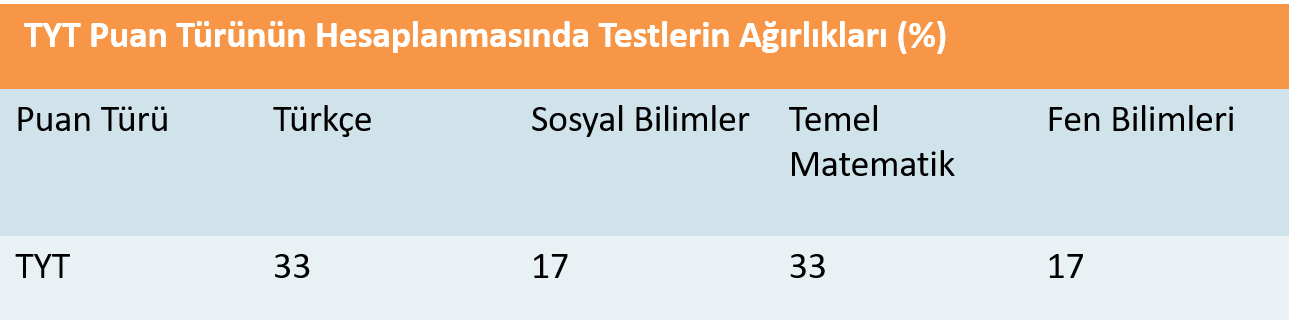 TYT Puan Türünün Hesaplanmasında Testlerin Ağırlıkları (%)
Puan Türü Türkçe Sosyal Bilimler Temel Matematik Fen Bilimleri
TYT 33 17 33 17